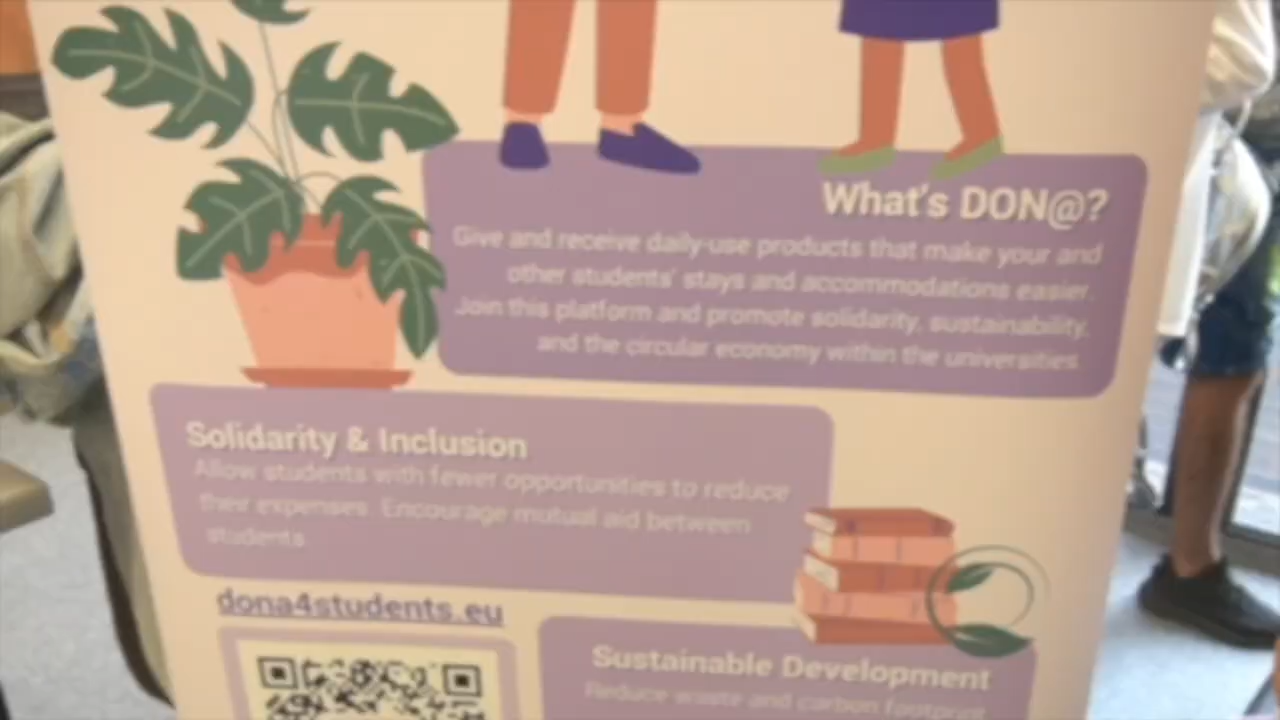 What's DON@?
Give and receive daily-use products that make your and
other students' stays and accommodations easier.
Join this platform and promote solidarity, sustainability,
and the circular economy within the universities
Solidarity & Inclusion
Allow students with fewer opportunities to reduce
their expenses. Encourage mutual aid between
students.
dona4students.eu
Sustainable Development
Reduce waste and carbon footprint